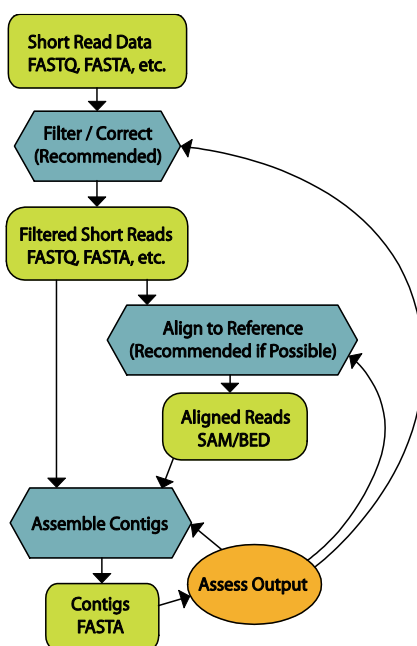 Short Read Data
FASTQ, FASTA, etc.
Filter / Correct
(Recommended)
Filtered Short Reads
FASTQ, FASTA, etc.
Align to Reference
(Recommended if Possible)
Aligned Reads
SAM/BED
Assemble Contigs
Assess Output
Contigs
FASTA